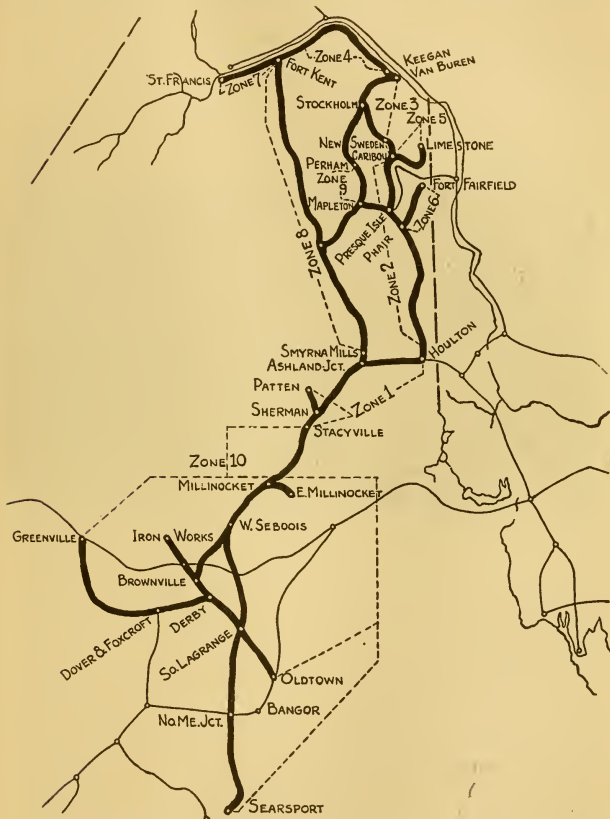 ZONE 4
KEEGAN
VAN BUREN
ST. FRANCIS
ZONE 7
FORT KENT
STOCKHOLM
ZONE 3
ZONE 5
NEW SWEDEN
CARIBOU
LIMESTONE
PERHAM
ZONE
9
FORT FAIRFIELD
MAPLETON
PRESQUE ISLE
PHAIR
ZONE 6
ZONE 8
ZONE 2
SMYRNA MILLS
ASHLAND JCT.
HOULTON
PATTEN
ZONE 1
SHERMAN
STACYVILLE
ZONE 10
MILLINOCKET
E. MILLINOCKET
GREENVILLE
IRON WORKS
W. SEBOOIS
BROWNVILLE
DERBY
DOVER & FOXCROFT
SO. LAGRANGE
OLDTOWN
NO. ME. JCT.
BANGOR
SEARSPORT